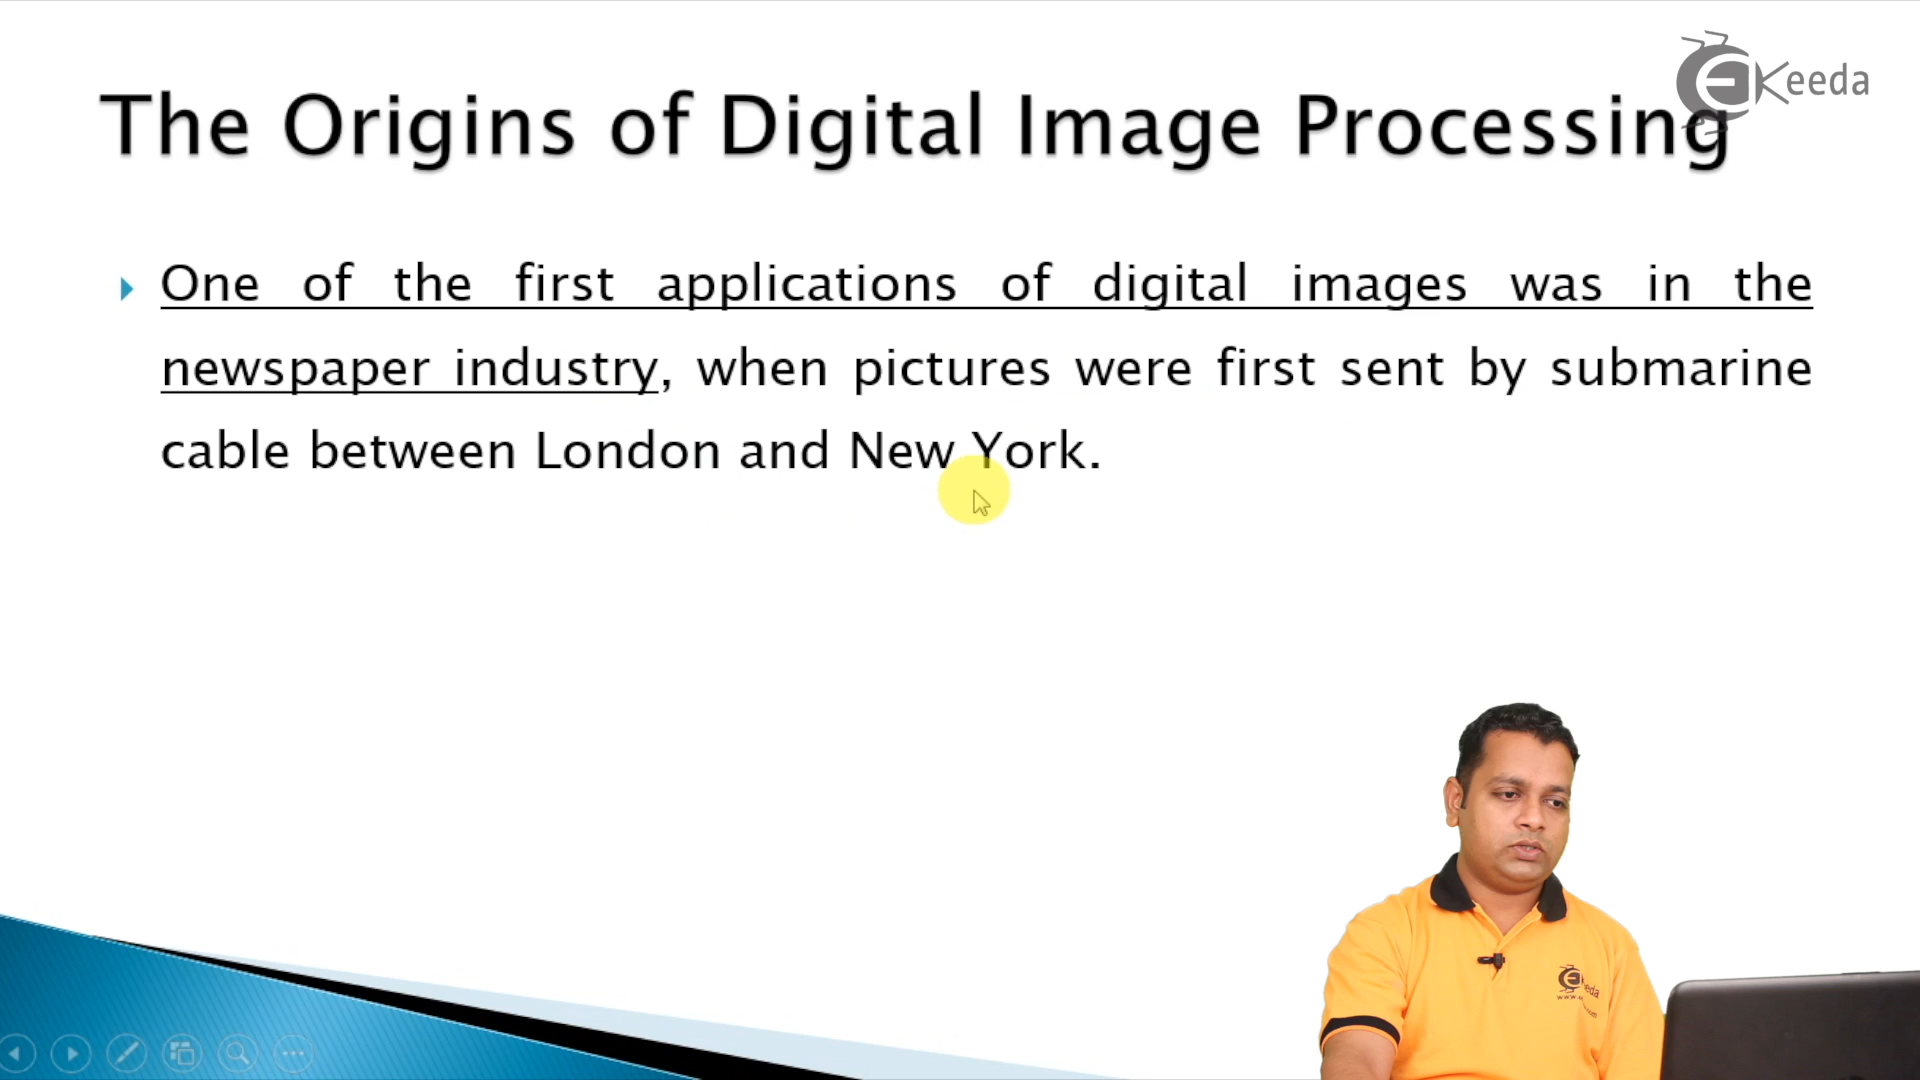 Keeda
The Origins of Digital Image Processing
One of the first applications of digital images was in the
newspaper industry, when pictures were first sent by submarine
cable between London and New York.